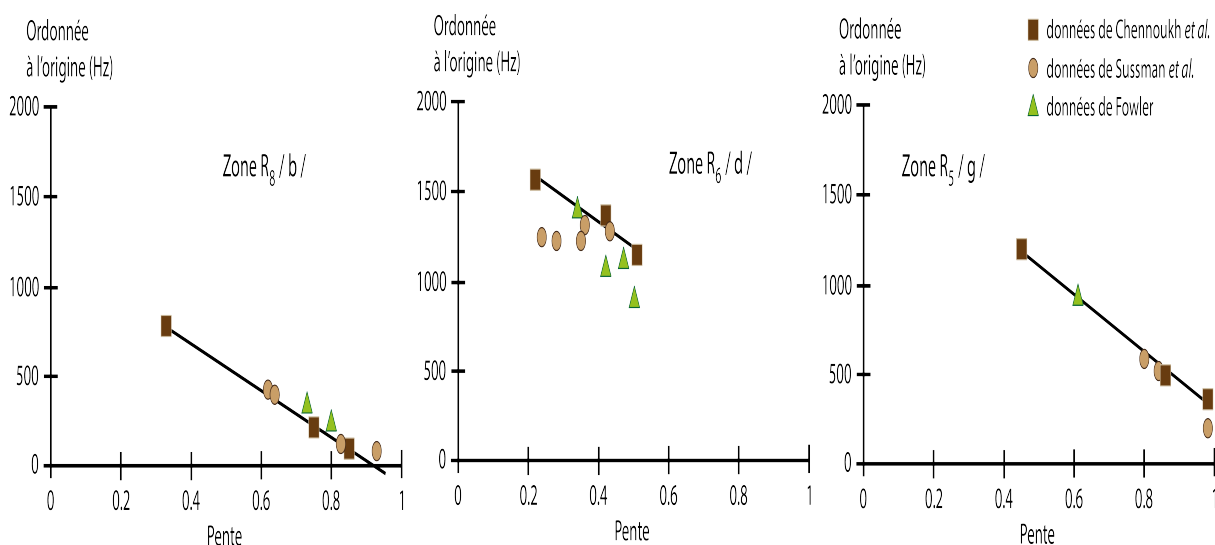 Ordonnée
à l'origine (Hz)
2000
1500
1000
500
0
0 0.2 0.4 0.6 0.8 1
Pente
Zone R8 / b /
Ordonnée
à l'origine (Hz)
2000
1500
1000
500
0
0 0.2 0.4 0.6 0.8 1
Pente
Zone R6 / d /
Ordonnée
à l'origine (Hz)
2000
1500
1000
500
0
0 0.2 0.4 0.6 0.8 1
Pente
Zone R5 / g /
données de Chennoukh et al.
données de Sussman et al.
données de Fowler